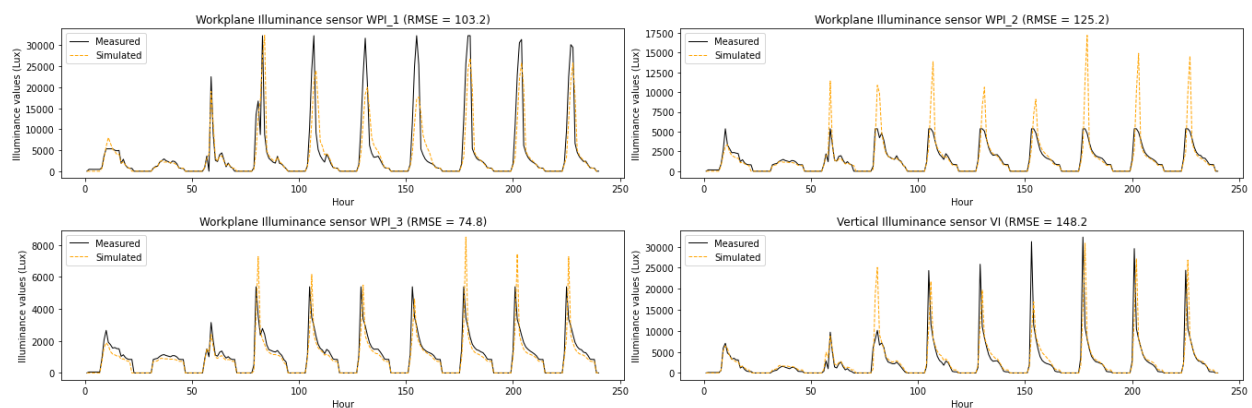 Workplane Illuminance sensor WPI_1 (RMSE = 103.2)
Illuminance values (Lux)
30000
25000
20000
15000
10000
5000
0
Measured
Simulated
0 50 100 150 200 250
Hour
Workplane Illuminance sensor WPI_2 (RMSE = 125.2)
Illuminance values (Lux)
17500
15000
12500
10000
7500
5000
2500
0
Measured
Simulated
0 50 100 150 200 250
Hour
Workplane Illuminance sensor WPI_3 (RMSE = 74.8)
Illuminance values (Lux)
8000
6000
4000
2000
0
Measured
Simulated
0 50 100 150 200 250
Hour
Vertical Illuminance sensor VI (RMSE = 148.2
Illuminance values (Lux)
30000
25000
20000
15000
10000
5000
0
Measured
Simulated
0 50 100 150 200 250
Hour